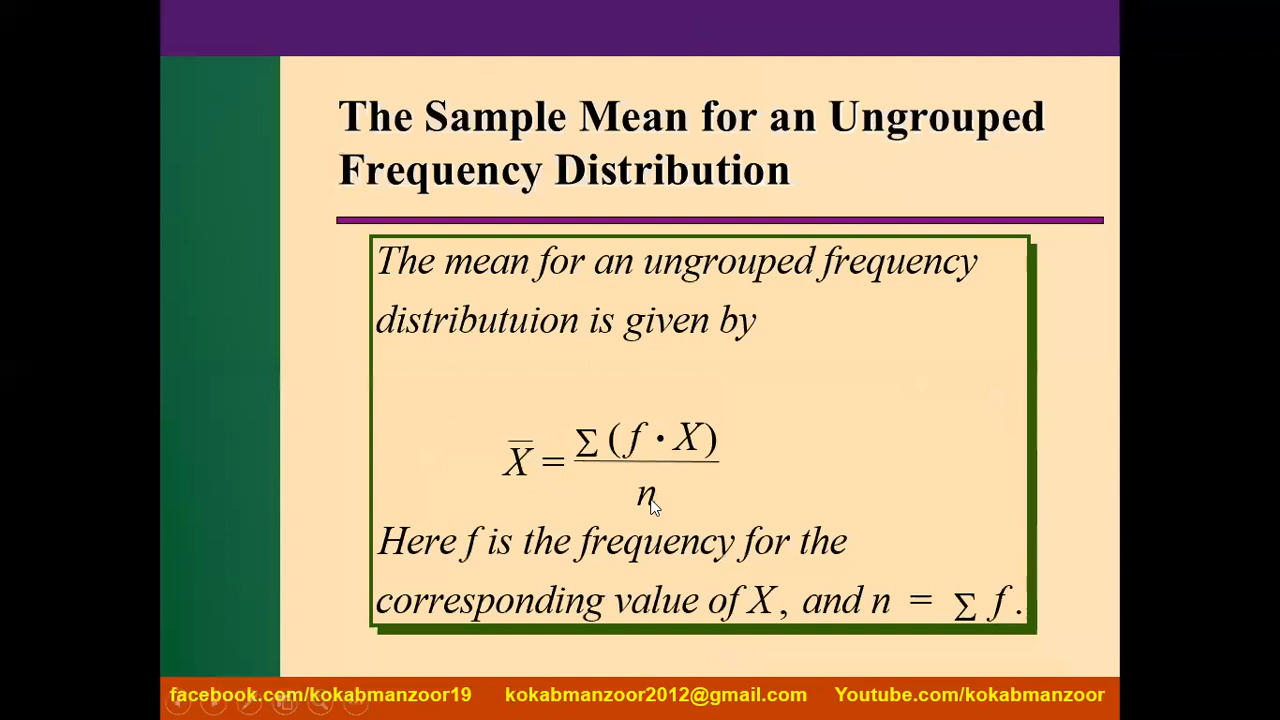 The Sample Mean for an Ungrouped
Frequency Distribution
The mean for an ungrouped frequency
distributuion is given by
X̄ = Σ ( f · X) / n
Here f is the frequency for the
corresponding value of X, and n = Σ f.
facebook.com/kokabmanzoor19 kokabmanzoor2012@gmail.com Youtube.com/kokabmanzoor